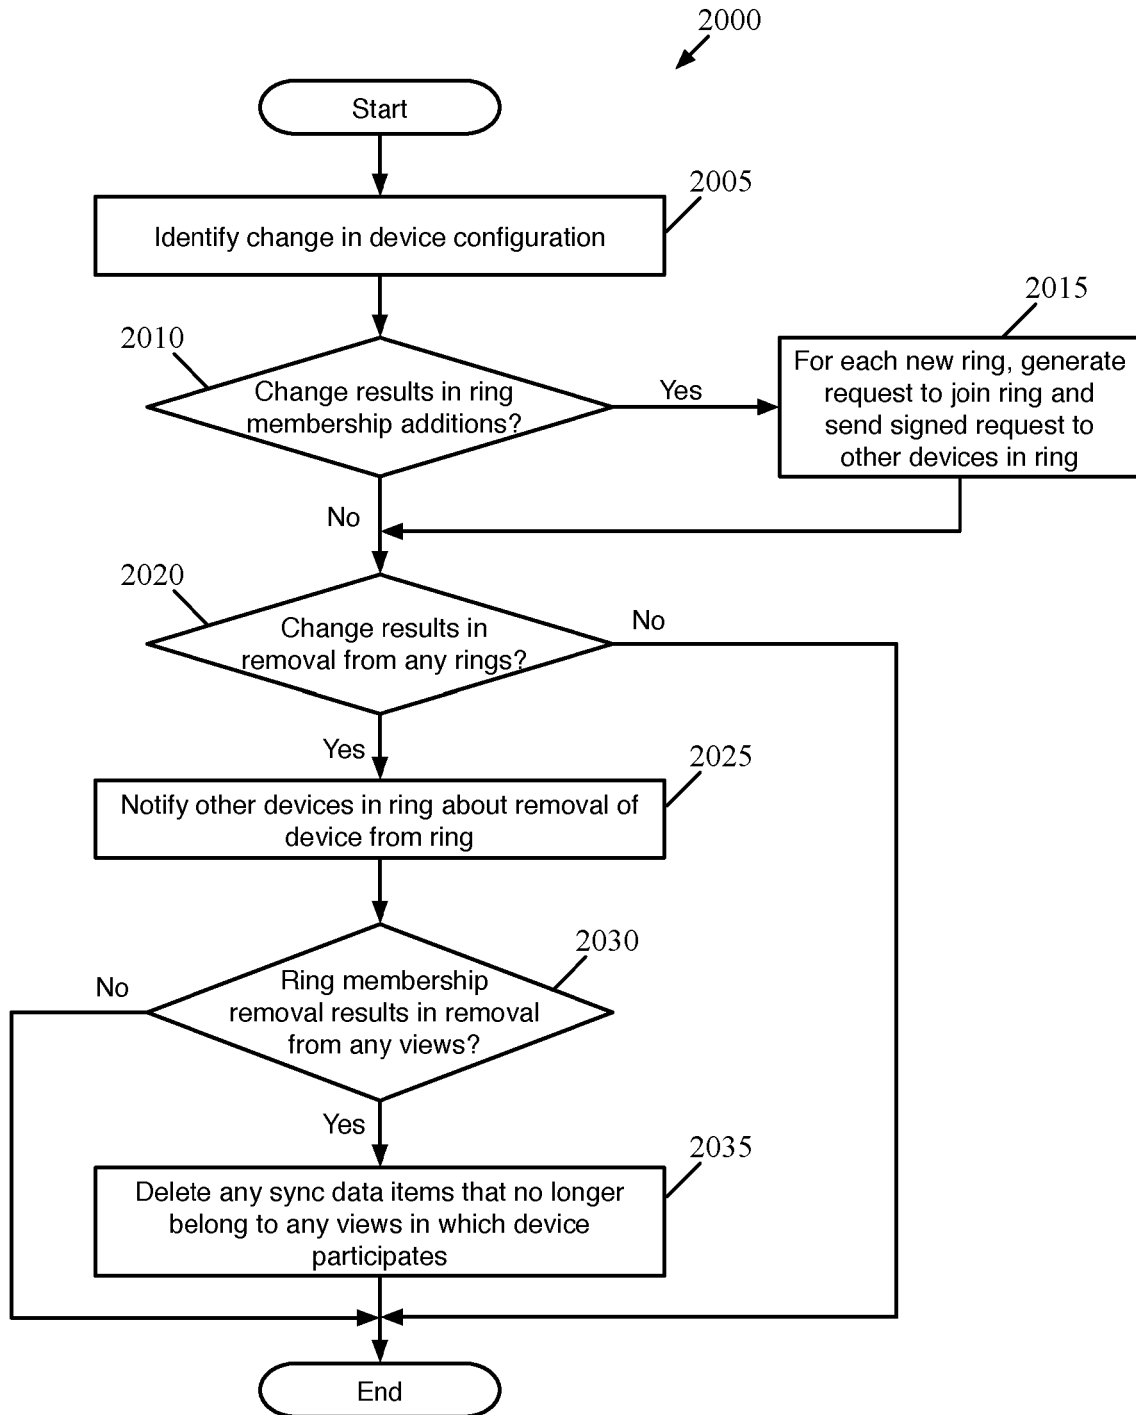 2000
Start
2005
Identify change in device configuration
2010
Change results in ring
membership additions?
Yes
2015
For each new ring, generate
request to join ring and
send signed request to
other devices in ring
No
2020
Change results in
removal from any rings?
No
Yes
2025
Notify other devices in ring about removal of
device from ring
2030
Ring membership
removal results in removal
from any views?
No
Yes
2035
Delete any sync data items that no longer
belong to any views in which device
participates
End